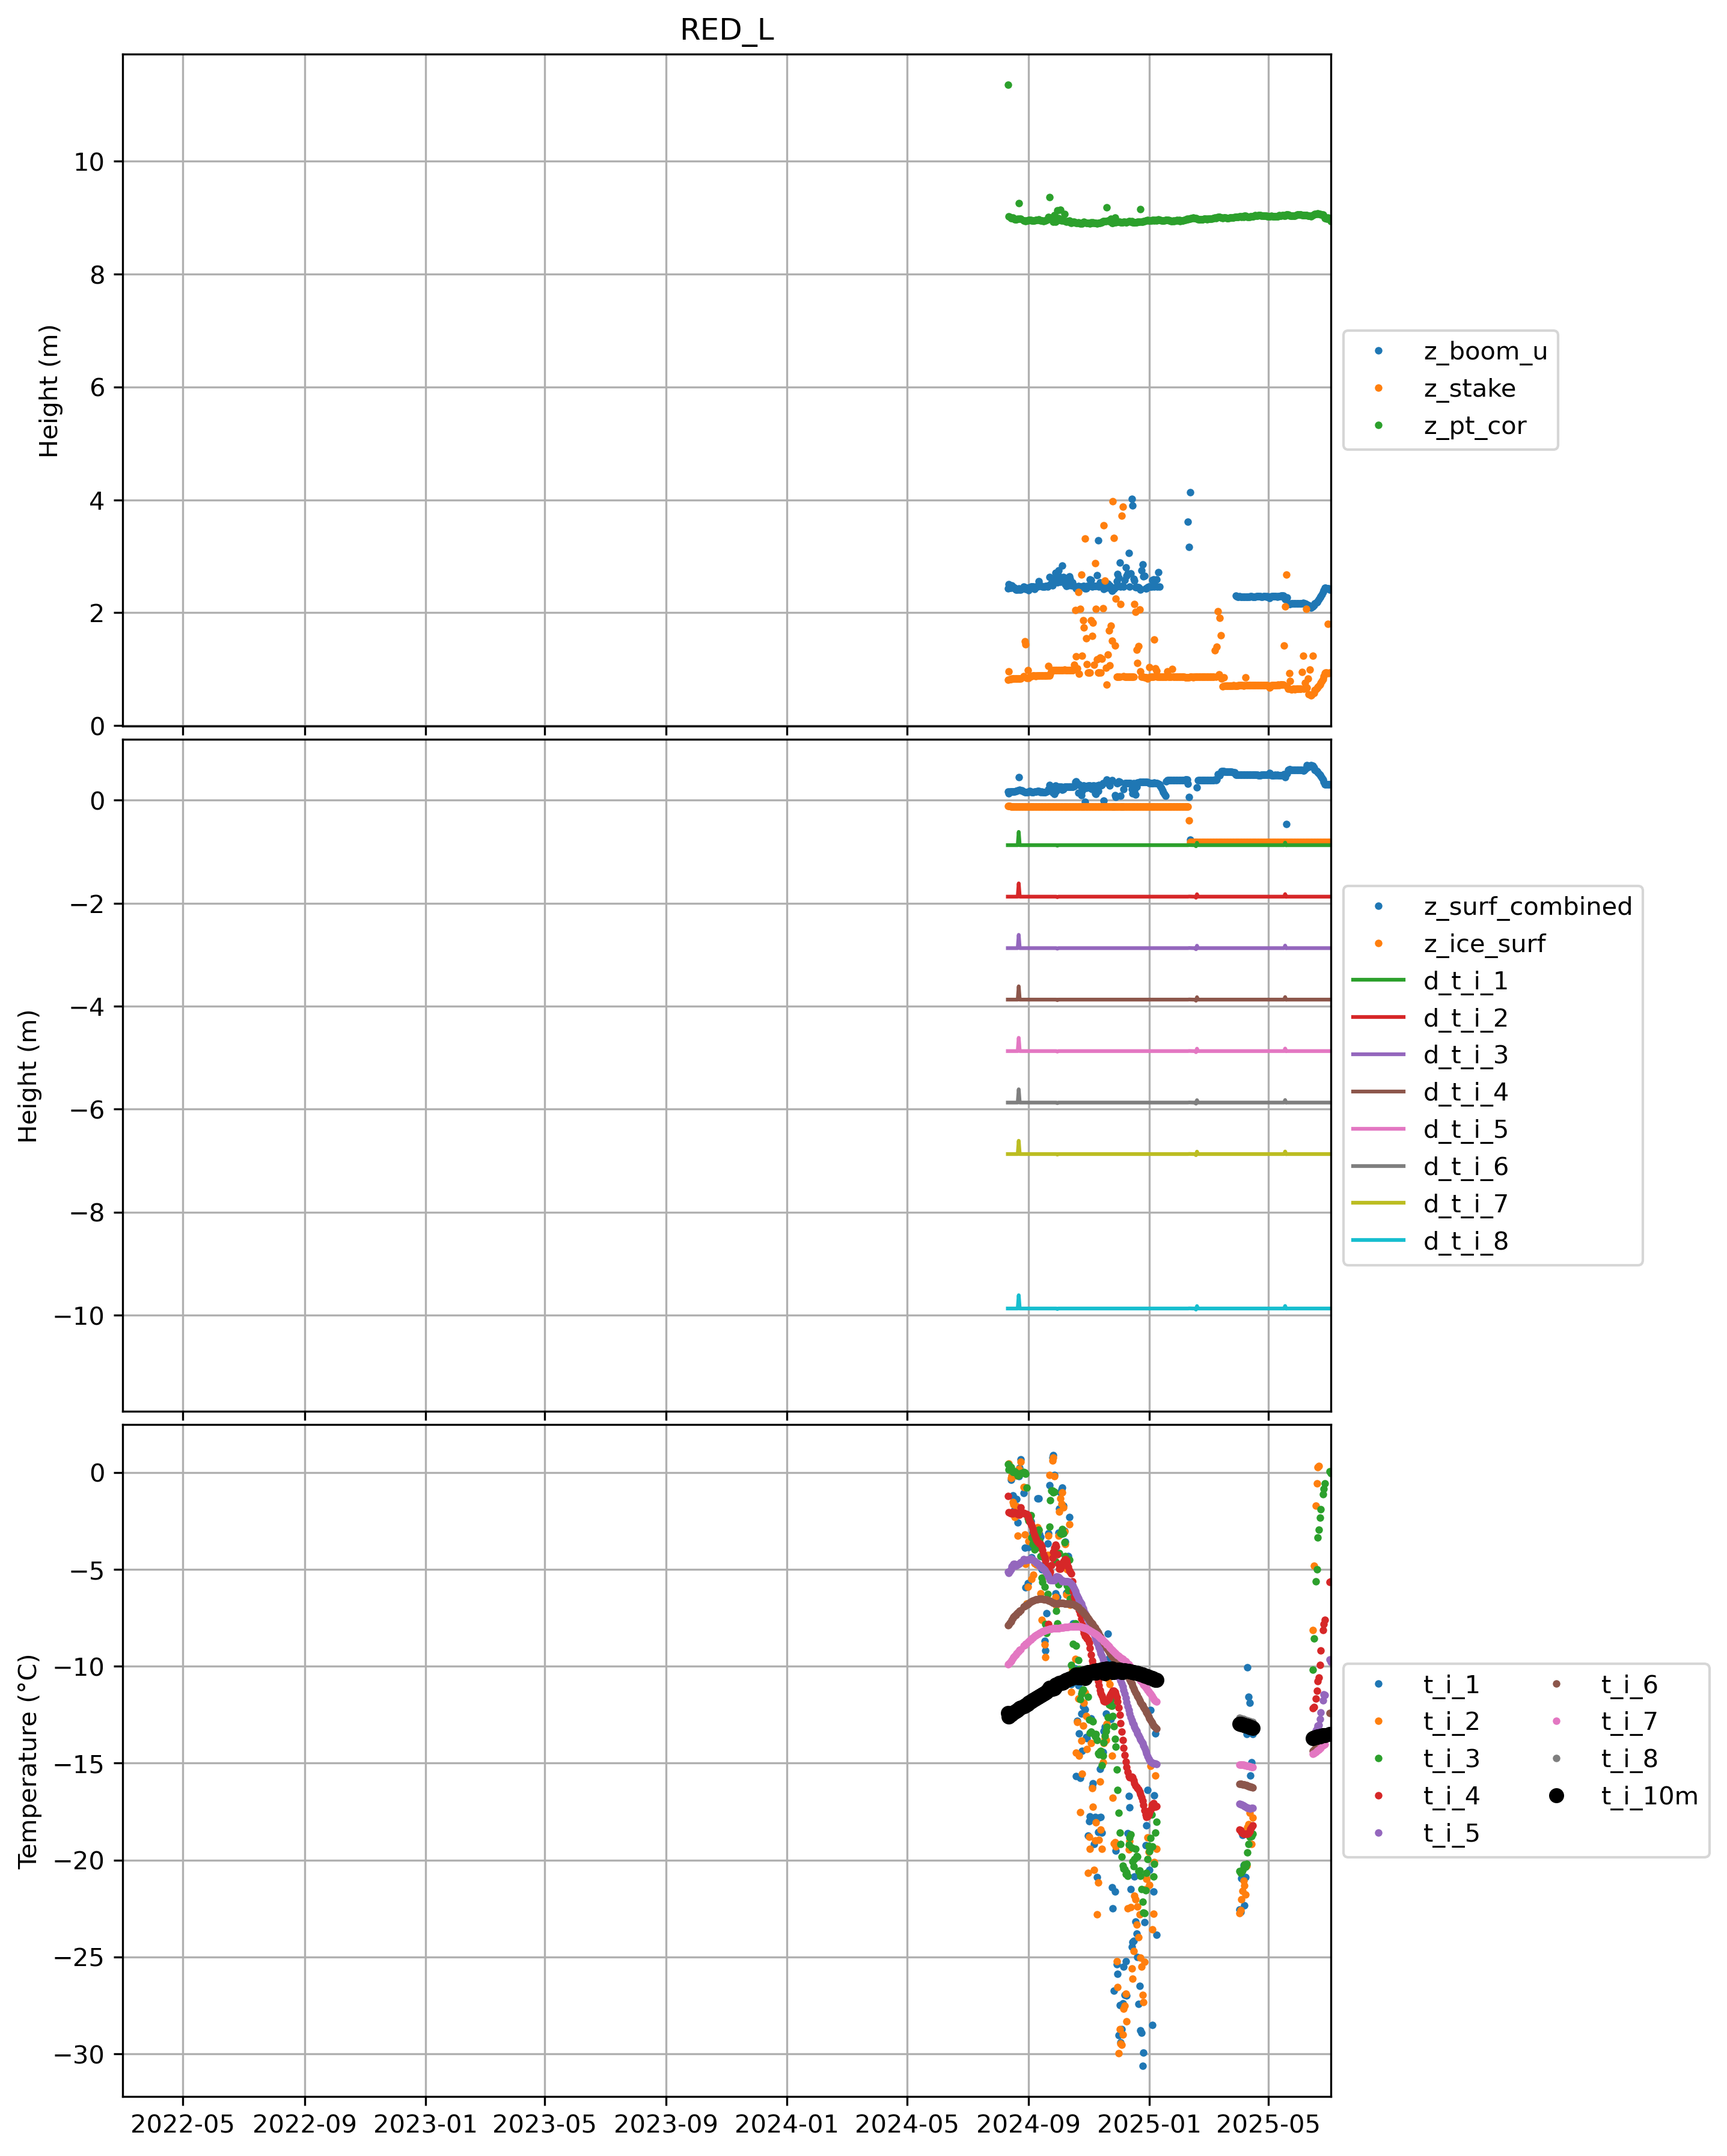 RED_L
10
8
6
4
2
0
Height (m)
z_boom_u
z_stake
z_pt_cor
0
−2
−4
−6
−8
−10
Height (m)
z_surf_combined
z_ice_surf
d_t_i_1
d_t_i_2
d_t_i_3
d_t_i_4
d_t_i_5
d_t_i_6
d_t_i_7
d_t_i_8
0
−5
−10
−15
−20
−25
−30
Temperature (°C)
t_i_1
t_i_2
t_i_3
t_i_4
t_i_5
t_i_6
t_i_7
t_i_8
t_i_10m
2022-05 2022-09 2023-01 2023-05 2023-09 2024-01 2024-05 2024-09 2025-01 2025-05